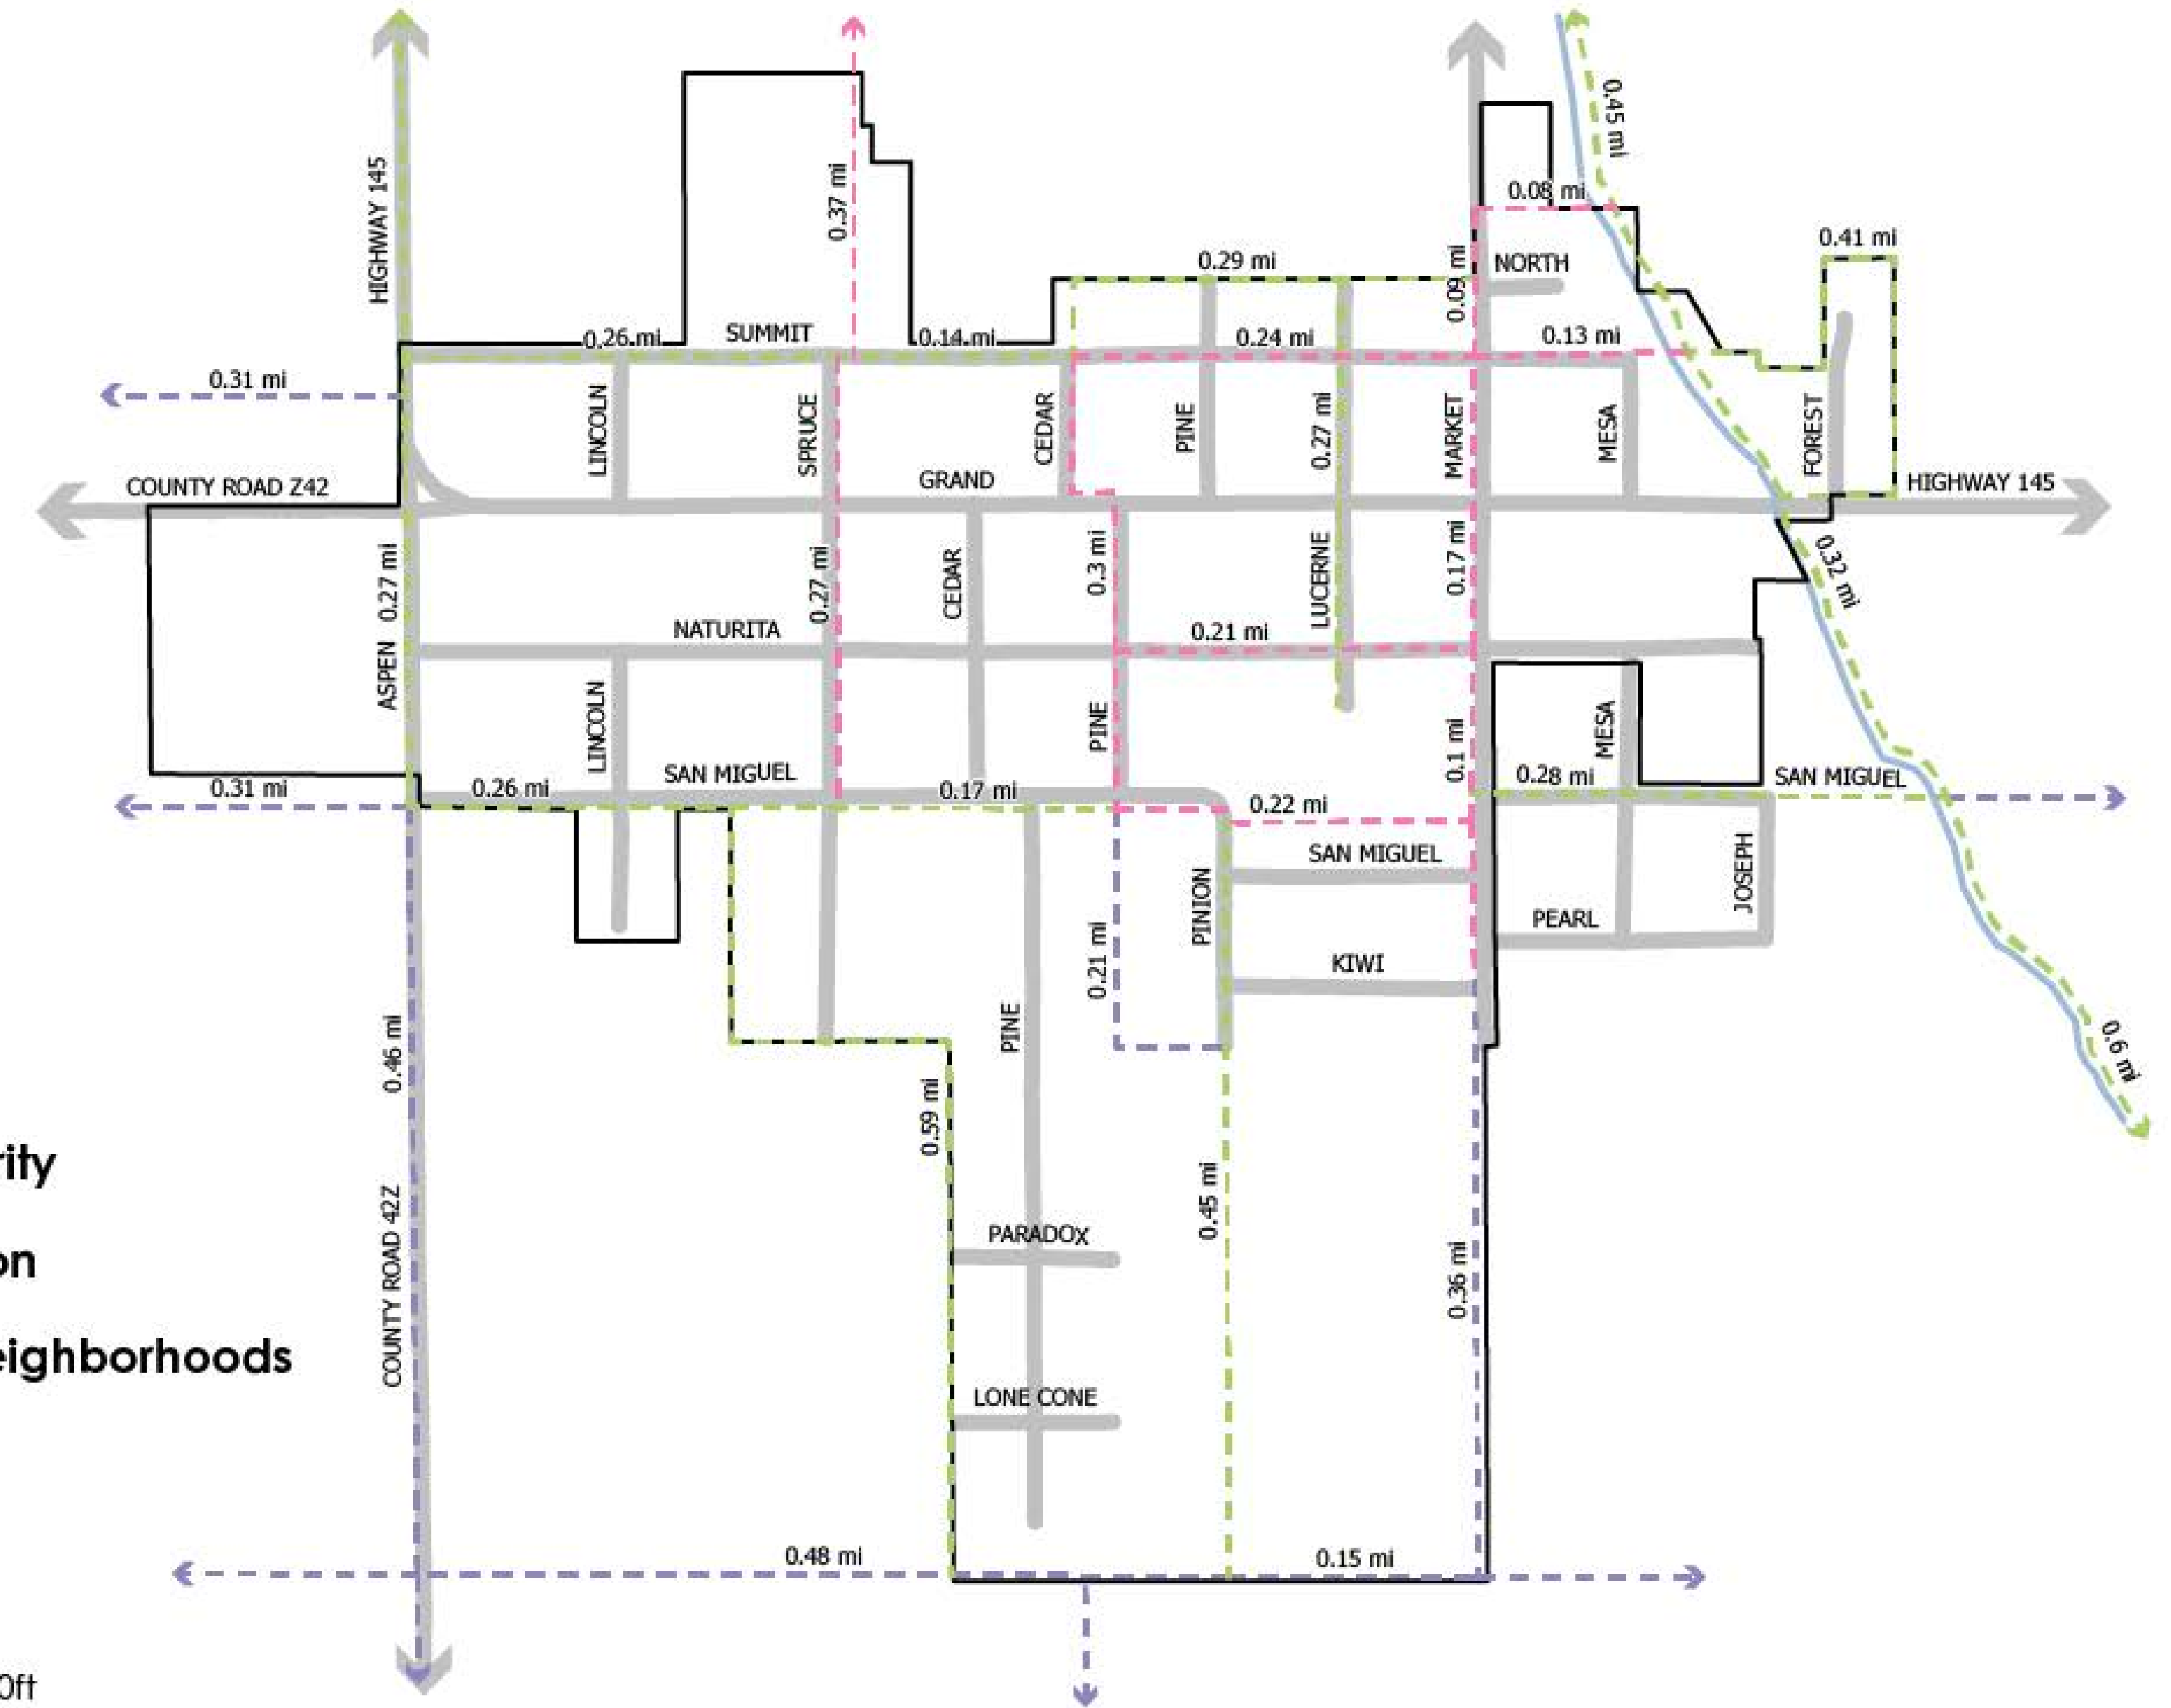 0.45 mi
HIGHWAY 145
0.37 mi
0.08 mi
0.41 mi
0.29 mi
NORTH
0.09 mi
0.26 mi
SUMMIT
0.14 mi
0.24 mi
0.13 mi
0.31 mi
LINCOLN
SPRUCE
CEDAR
PINE
0.27 mi
MARKET
MESA
FOREST
COUNTY ROAD Z42
GRAND
HIGHWAY 145
0.27 mi
0.27 mi
CEDAR
0.3 mi
LUCERNE
0.17 mi
0.32 mi
NATURITA
0.21 mi
ASPEN
LINCOLN
PINE
0.1 mi
MESA
SAN MIGUEL
0.28 mi
SAN MIGUEL
0.31 mi
0.26 mi
0.17 mi
0.22 mi
SAN MIGUEL
JOSEPH
PINION
PEARL
0.21 mi
KIWI
PINE
0.46 mi
0.6 mi
0.59 mi
rity
0.45 mi
PARADOX
on
COUNTY ROAD 42Z
0.36 mi
eighborhoods
LONE CONE
0.48 mi
0.15 mi
0ft